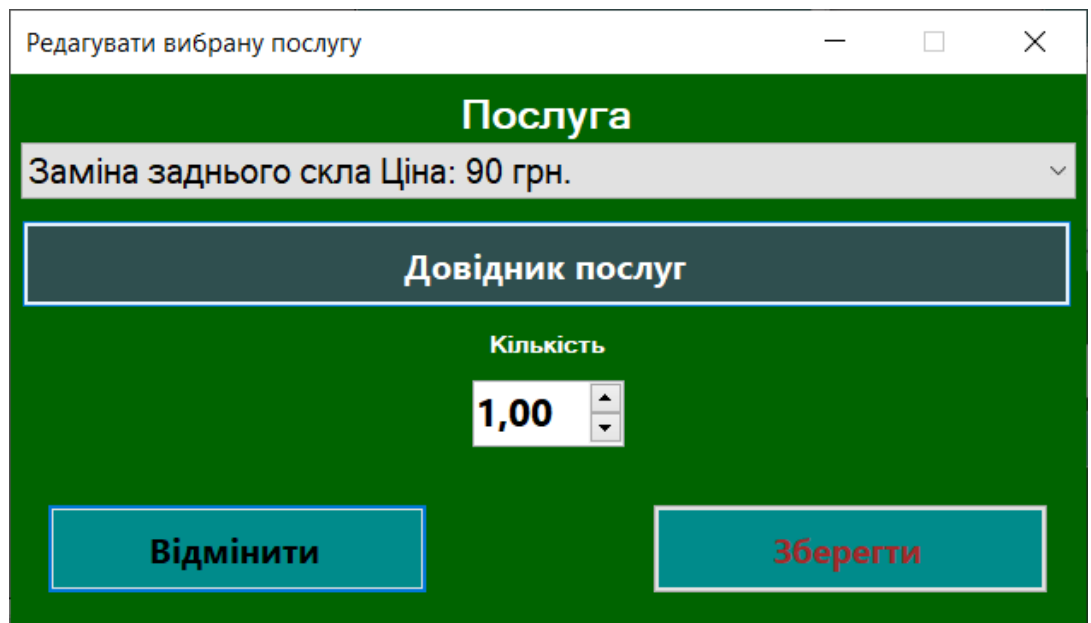 Редагувати вибрану послугу
Послуга
Заміна заднього скла Ціна: 90 грн.
Довідник послуг
Кількість
1,00
Відмінити
Зберегти